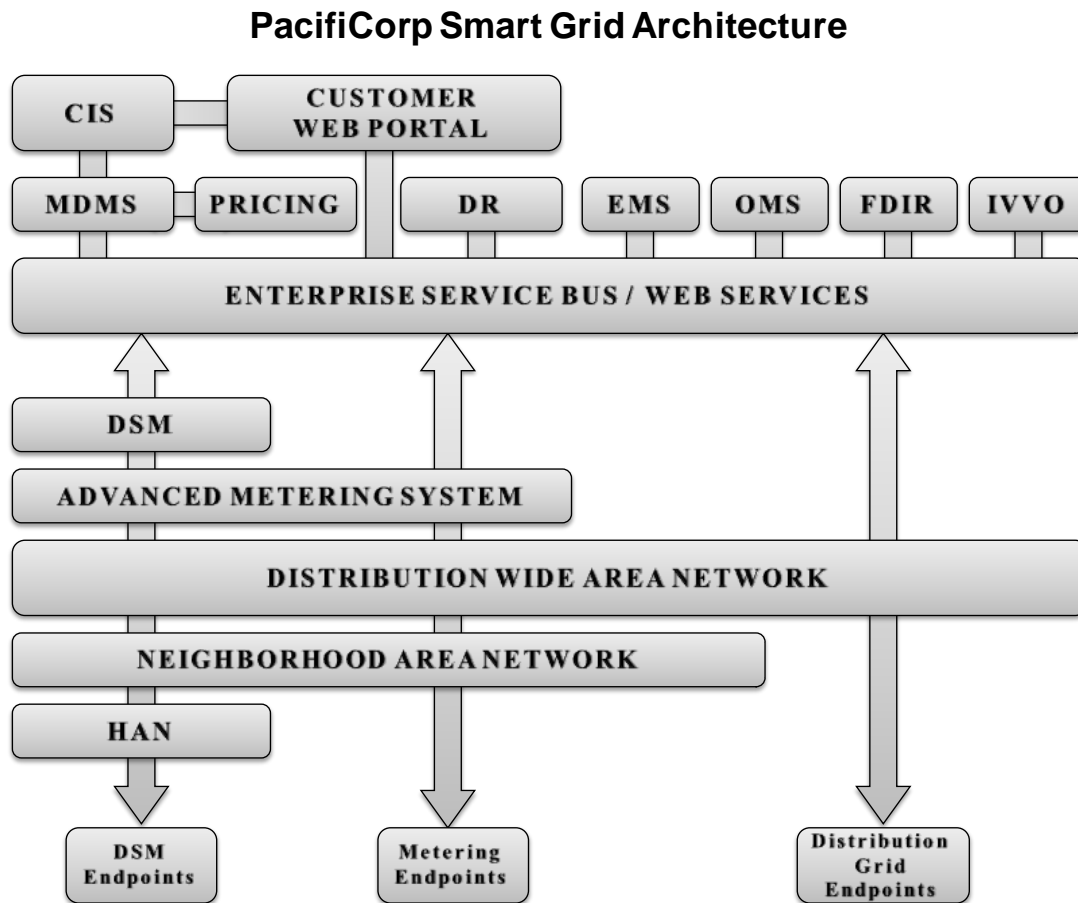 PacifiCorp Smart Grid Architecture
CIS
CUSTOMER
WEB PORTAL
MDMS
PRICING
DR
EMS
OMS
FDIR
IVVO
ENTERPRISE SERVICE BUS / WEB SERVICES
DSM
ADVANCED METERING SYSTEM
DISTRIBUTION WIDE AREA NETWORK
NEIGHBORHOOD AREA NETWORK
HAN
DSM
Endpoints
Metering
Endpoints
Distribution
Grid
Endpoints